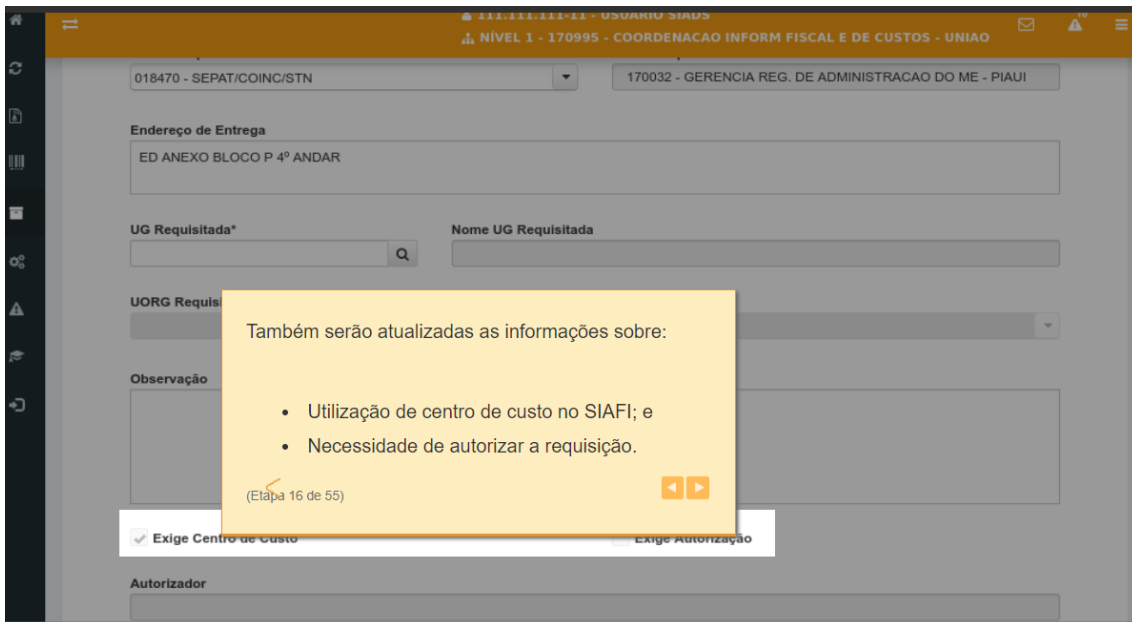 111.111.111-11 - USUARIO SIADS
NÍVEL 1 - 170995 - COORDENACAO INFORM FISCAL E DE CUSTOS - UNIAO
018470 - SEPAT/COINC/STN
170032 - GERENCIA REG. DE ADMINISTRACAO DO ME - PIAUI
Endereço de Entrega
ED ANEXO BLOCO P 4º ANDAR
UG Requisitada*
Nome UG Requisitada
UORG Requisi
Também serão atualizadas as informações sobre:
Observação
• Utilização de centro de custo no SIAFI; e
• Necessidade de autorizar a requisição.
(Etapa 16 de 55)
Exige Centro de Custo
Exige Autorização
Autorizador